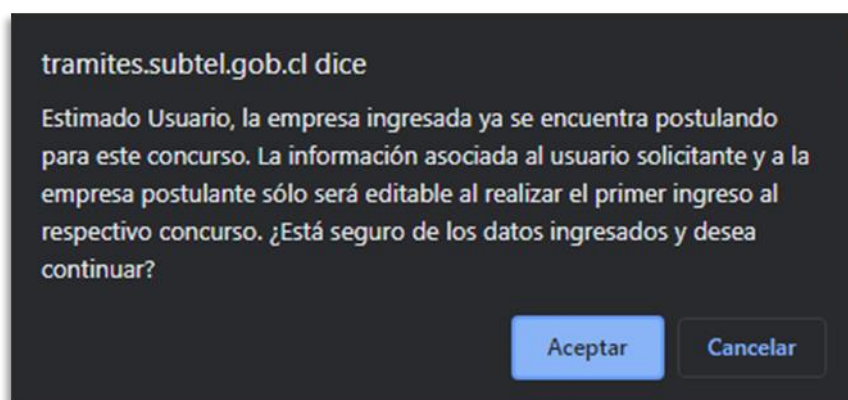 tramites.subtel.gob.cl dice
Estimado Usuario, la empresa ingresada ya se encuentra postulando
para este concurso. La información asociada al usuario solicitante y a la
empresa postulante sólo será editable al realizar el primer ingreso al
respectivo concurso. ¿Está seguro de los datos ingresados y desea
continuar?
Aceptar
Cancelar